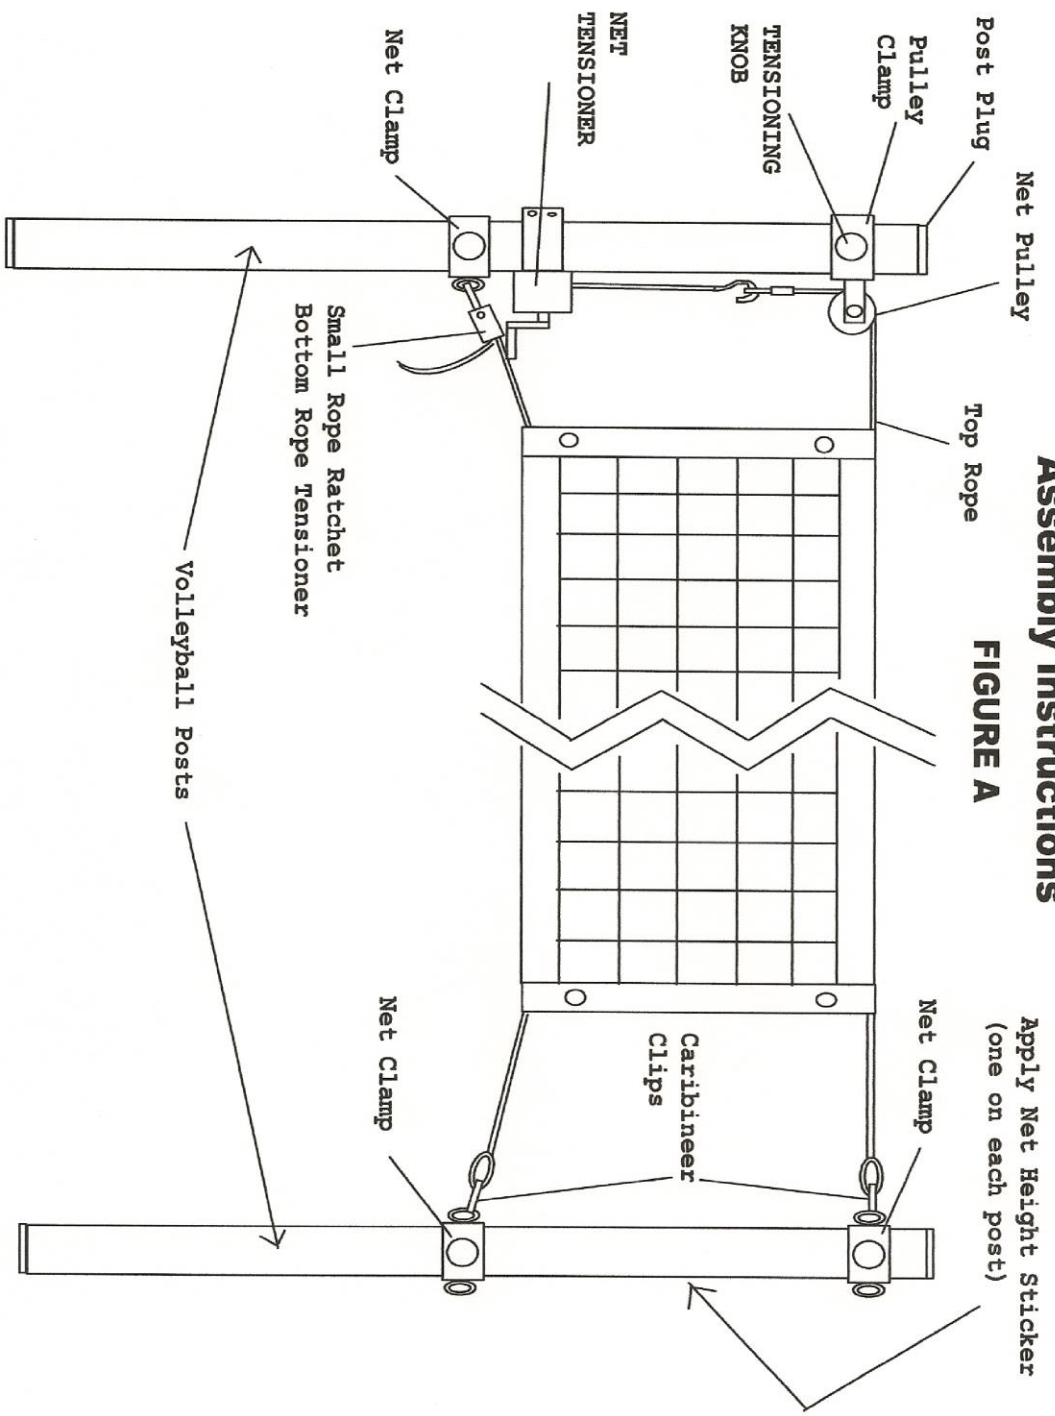 Assembly Instructions
FIGURE A
Apply Net Height Sticker
(one on each post)
Post Plug
Net Pulley
Pulley
Clamp
Top Rope
TENSIONING
KNOB
NET
TENSIONER
Net Clamp
Net Clamp
Caribineer
Clips
Small Rope Ratchet
Bottom Rope Tensioner
Net Clamp
Volleyball Posts